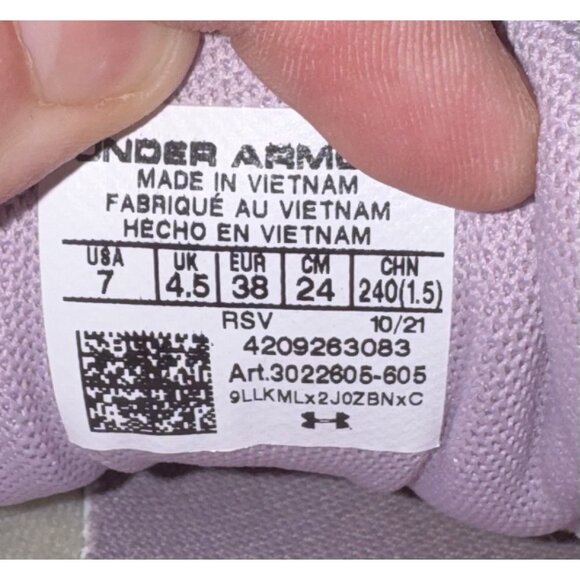 UNDER ARMOUR
MADE IN VIETNAM
FABRIQUÉ AU VIETNAM
HECHO EN VIETNAM
USA UK EUR CM CHN
7 4.5 38 24 240(1.5)
RSV 10/21
4209263083
Art.3022605-605
9LLKMLx2J0ZBNxC